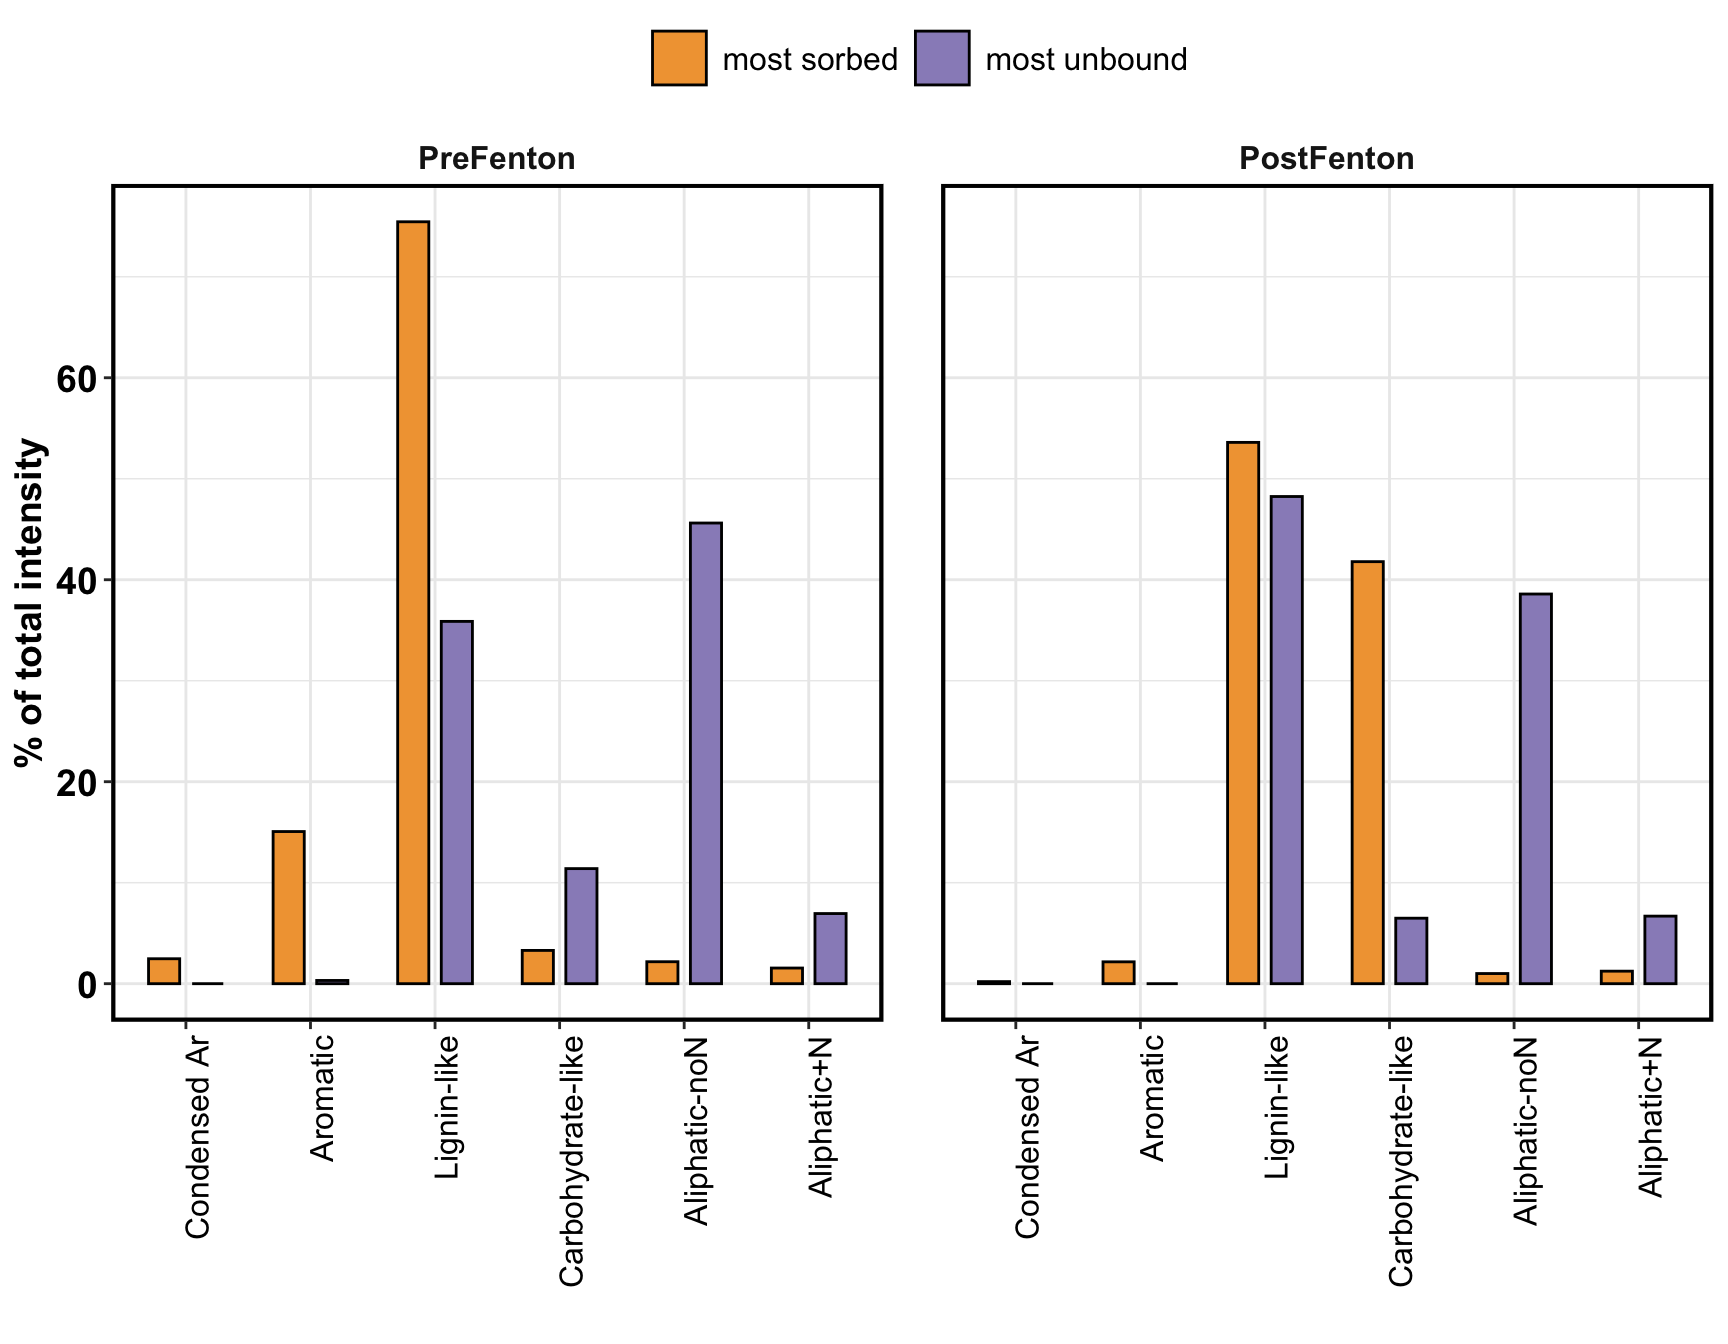 most sorbed
most unbound
PreFenton
PostFenton
% of total intensity
60
40
20
0
Condensed Ar
Aromatic
Lignin-like
Carbohydrate-like
Aliphatic-noN
Aliphatic+N
Condensed Ar
Aromatic
Lignin-like
Carbohydrate-like
Aliphatic-noN
Aliphatic+N